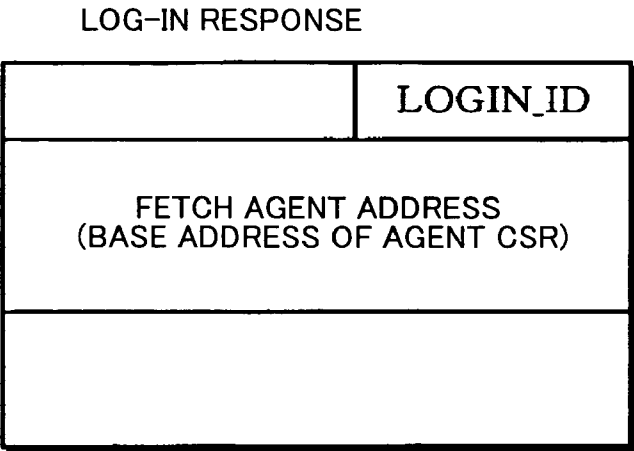 LOG-IN RESPONSE
LOGIN_ID
FETCH AGENT ADDRESS
(BASE ADDRESS OF AGENT CSR)